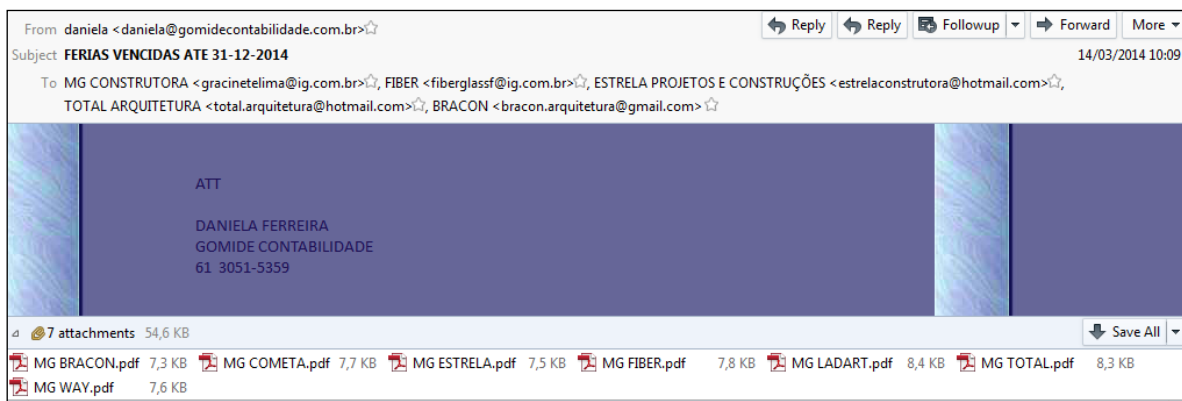 From daniela <daniela@gomidecontabilidade.com.br> Reply Reply Followup Forward More
Subject FERIAS VENCIDAS ATE 31-12-2014 14/03/2014 10:09
To MG CONSTRUTORA <gracinetelima@ig.com.br>, FIBER <fiberglassf@ig.com.br>, ESTRELA PROJETOS E CONSTRUÇÕES <estrelaconstrutora@hotmail.com>,
TOTAL ARQUITETURA <total.arquitetura@hotmail.com>, BRACON <bracon.arquitetura@gmail.com>
ATT
DANIELA FERREIRA
GOMIDE CONTABILIDADE
61 3051-5359
7 attachments 54,6 KB Save All
MG BRACON.pdf 7,3 KB MG COMETA.pdf 7,7 KB MG ESTRELA.pdf 7,5 KB MG FIBER.pdf 7,8 KB MG LADART.pdf 8,4 KB MG TOTAL.pdf 8,3 KB
MG WAY.pdf 7,6 KB